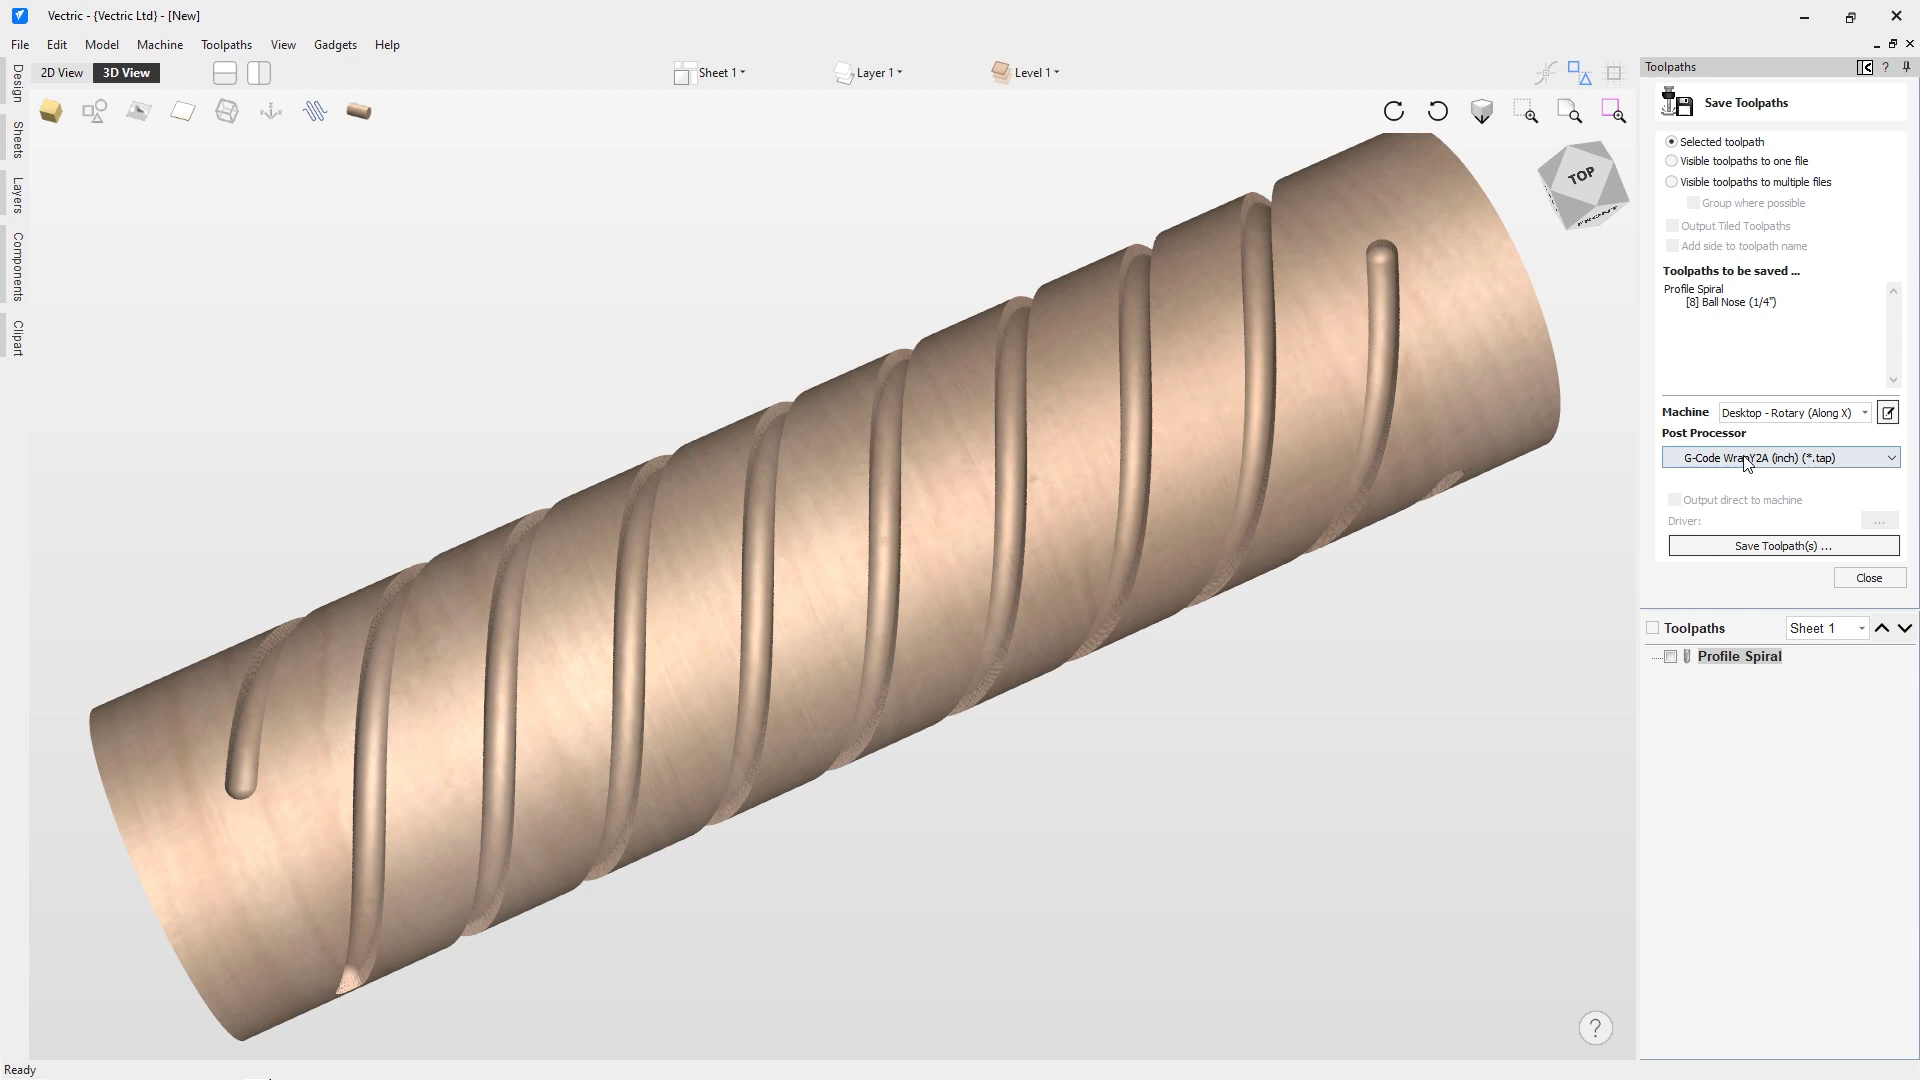 Vectric - {Vectric Ltd} - [New]
File Edit Model Machine Toolpaths View Gadgets Help
2D View 3D View Sheet 1 Layer 1 Level 1
Design
Sheets
Layers
Components
Clipart
TOP
FRONT
Toolpaths
Save Toolpaths
Selected toolpath
Visible toolpaths to one file
Visible toolpaths to multiple files
Group where possible
Output Tiled Toolpaths
Add side to toolpath name
Toolpaths to be saved ...
Profile Spiral
[8] Ball Nose (1/4")
Machine Desktop - Rotary (Along X)
Post Processor
G-Code WrapY2A (inch) (*.tap)
Output direct to machine
Driver: ...
Save Toolpath(s) ...
Close
Toolpaths Sheet 1
Profile Spiral
?
Ready